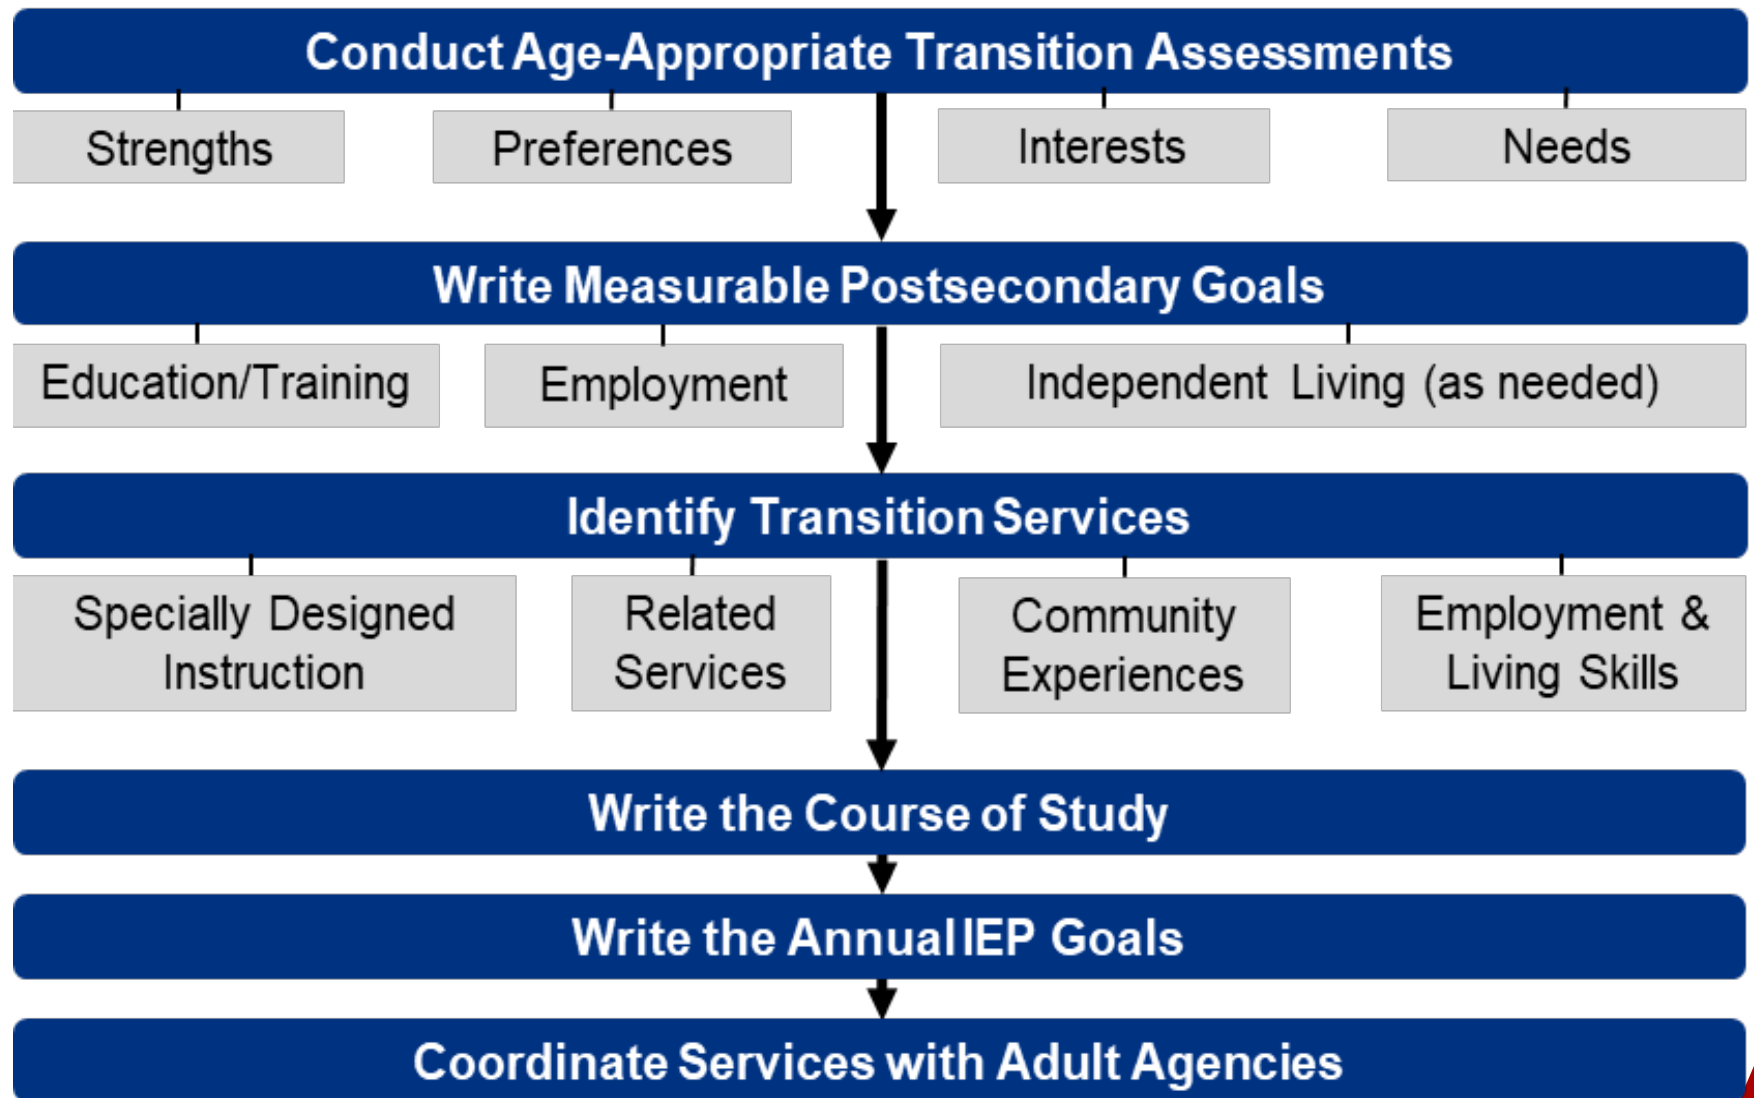 Conduct Age-Appropriate Transition Assessments
Strengths
Preferences
Interests
Needs
Write Measurable Postsecondary Goals
Education/Training
Employment
Independent Living (as needed)
Identify Transition Services
Specially Designed
Instruction
Related
Services
Community
Experiences
Employment &
Living Skills
Write the Course of Study
Write the Annual IEP Goals
Coordinate Services with Adult Agencies